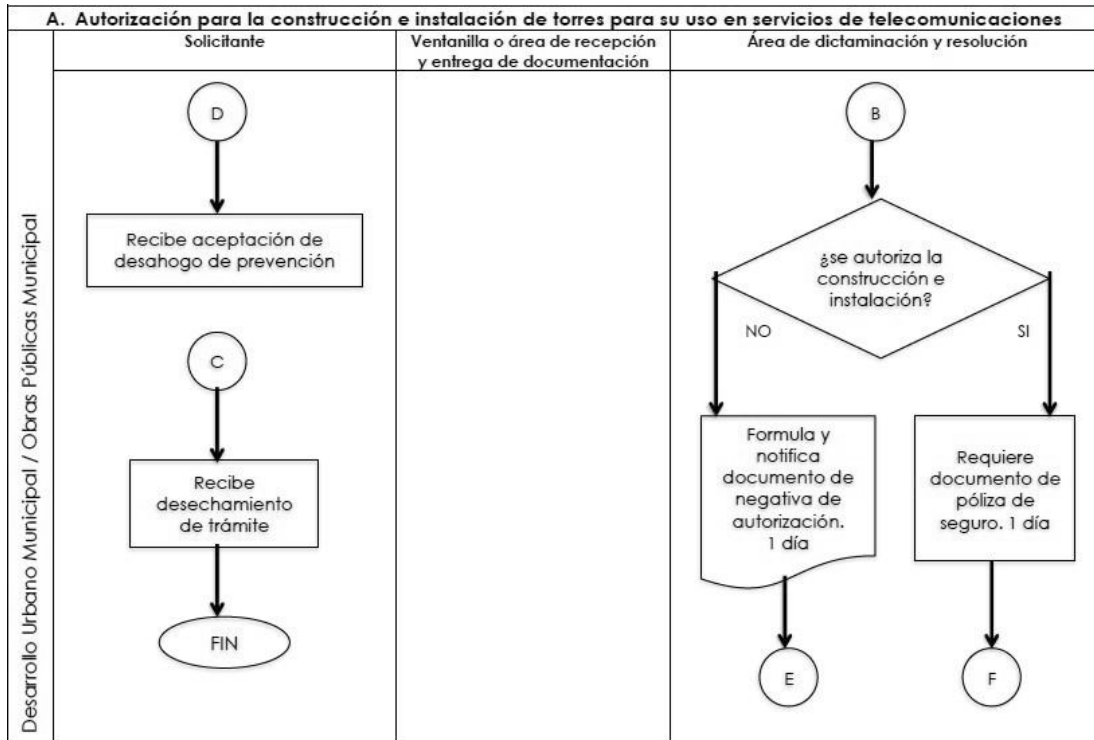 A. Autorización para la construcción e instalación de torres para su uso en servicios de telecomunicaciones
Solicitante
Ventanilla o área de recepción
y entrega de documentación
Área de dictaminación y resolución
Desarrollo Urbano Municipal / Obras Públicas Municipal
D
Recibe aceptación de
desahogo de prevención
C
Recibe
desechamiento
de trámite
FIN
B
¿se autoriza la
construcción e
instalación?
NO
SI
Formula y
notifica
documento de
negativa de
autorización.
1 día
Requiere
documento de
póliza de
seguro. 1 día
E
F